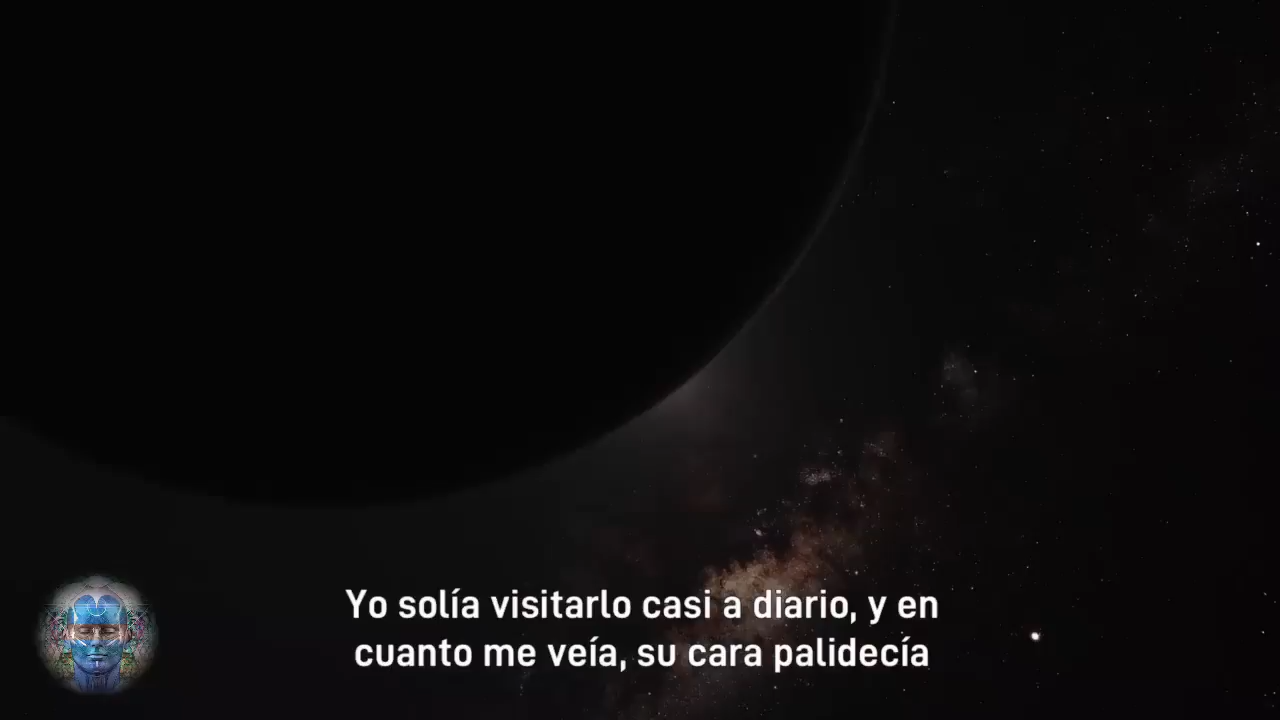 Yo solía visitarlo casi a diario, y en
cuanto me veía, su cara palidecía